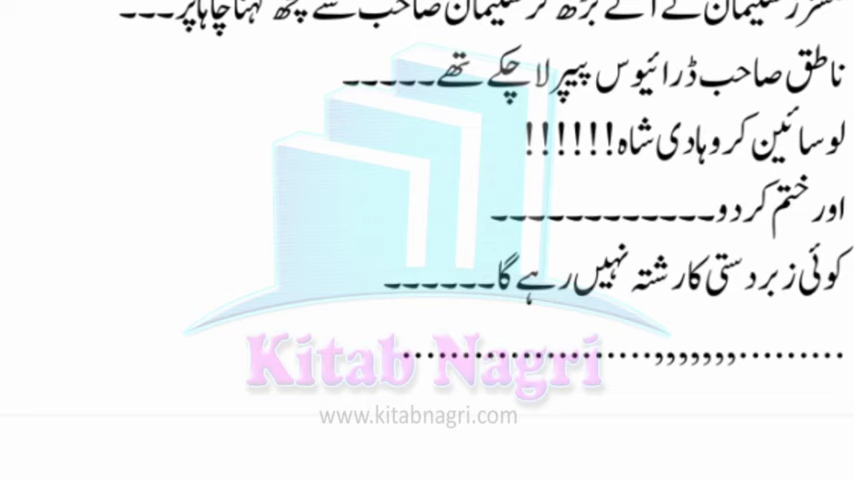 مسزر سلیمان نے آگے بڑھ کر سلیمان صاحب سے کچھ کہنا چاہا پر۔۔۔
ناطق صاحب ڈرائیوس پیپر لا چکے تھے۔۔۔۔۔
لو سائین کرو ہادی شاہ!!!!!!
اور ختم کر دو۔۔۔۔۔۔۔۔۔۔۔۔
کوئی زبردستی کا رشتہ نہیں رہے گا۔۔۔۔۔۔
.........,,,,,,,.....................
Kitab Nagri
www.kitabnagri.com